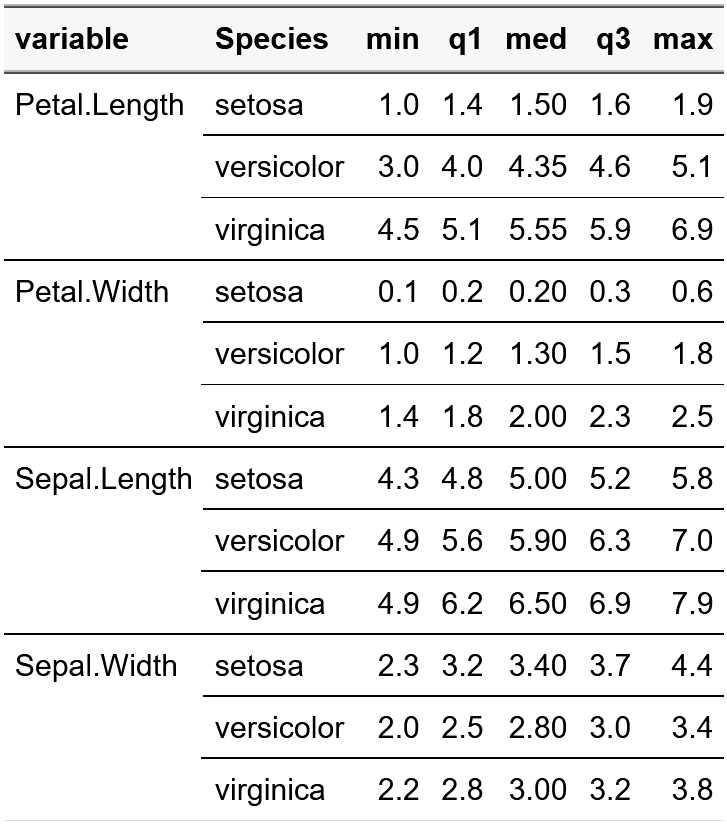 variable Species min q1 med q3 max
Petal.Length setosa 1.0 1.4 1.50 1.6 1.9
versicolor 3.0 4.0 4.35 4.6 5.1
virginica 4.5 5.1 5.55 5.9 6.9
Petal.Width setosa 0.1 0.2 0.20 0.3 0.6
versicolor 1.0 1.2 1.30 1.5 1.8
virginica 1.4 1.8 2.00 2.3 2.5
Sepal.Length setosa 4.3 4.8 5.00 5.2 5.8
versicolor 4.9 5.6 5.90 6.3 7.0
virginica 4.9 6.2 6.50 6.9 7.9
Sepal.Width setosa 2.3 3.2 3.40 3.7 4.4
versicolor 2.0 2.5 2.80 3.0 3.4
virginica 2.2 2.8 3.00 3.2 3.8